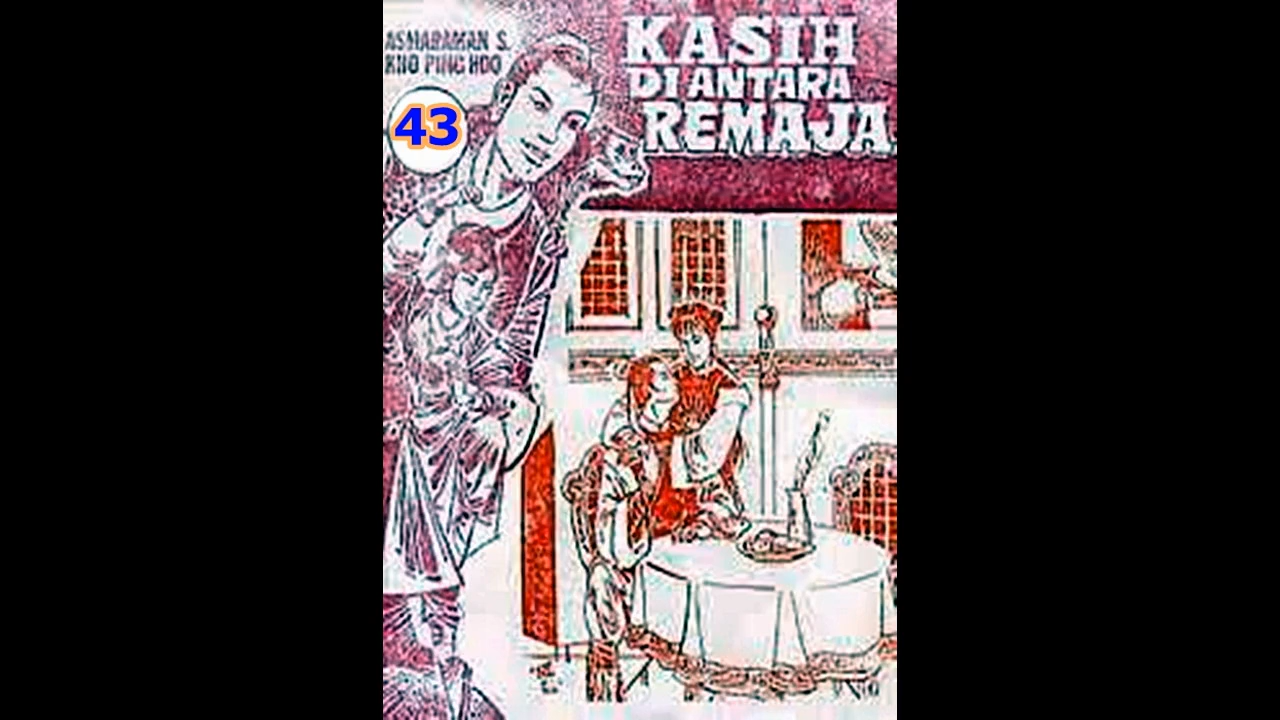 ASMARAMAN S.
KHO PING HOO
KASIH
DI ANTARA
REMAJA
43